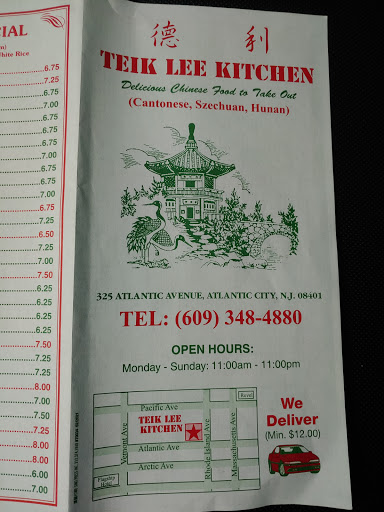 CIAL
White Rice
6.75
7.25
6.75
7.00
6.75
6.75
6.75
6.75
6.75
7.00
6.75
7.25
7.25
6.50
7.25
7.00
7.50
6.25
6.25
6.25
6.25
7.50
7.25
7.25
8.00
7.00
7.50
7.25
8.00
8.00
6.00
7.00
德 利
TEIK LEE KITCHEN
Delicious Chinese Food to Take Out
(Cantonese, Szechuan, Hunan)
325 ATLANTIC AVENUE, ATLANTIC CITY, N.J. 08401
TEL: (609) 348-4880
OPEN HOURS:
Monday - Sunday: 11:00am - 11:00pm
Pacific Ave
TEIK LEE
KITCHEN
Atlantic Ave
Arctic Ave
Vermont Ave
Rhode Island Ave
Massachusetts Ave
We
Deliver
(Min. $12.00)